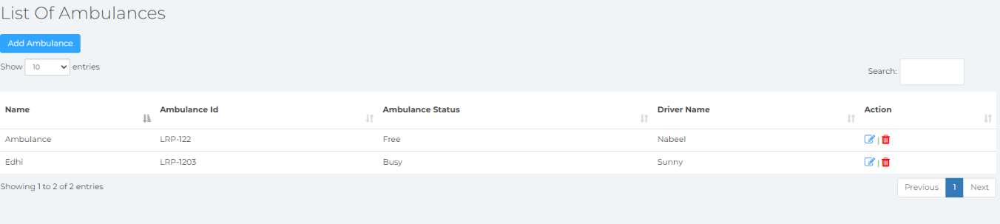 List Of Ambulances
Add Ambulance
Show 10 entries
Search:
Name Ambulance Id Ambulance Status Driver Name Action
Ambulance LRP-122 Free Nabeel |
Edhi LRP-1203 Busy Sunny |
Showing 1 to 2 of 2 entries
Previous 1 Next